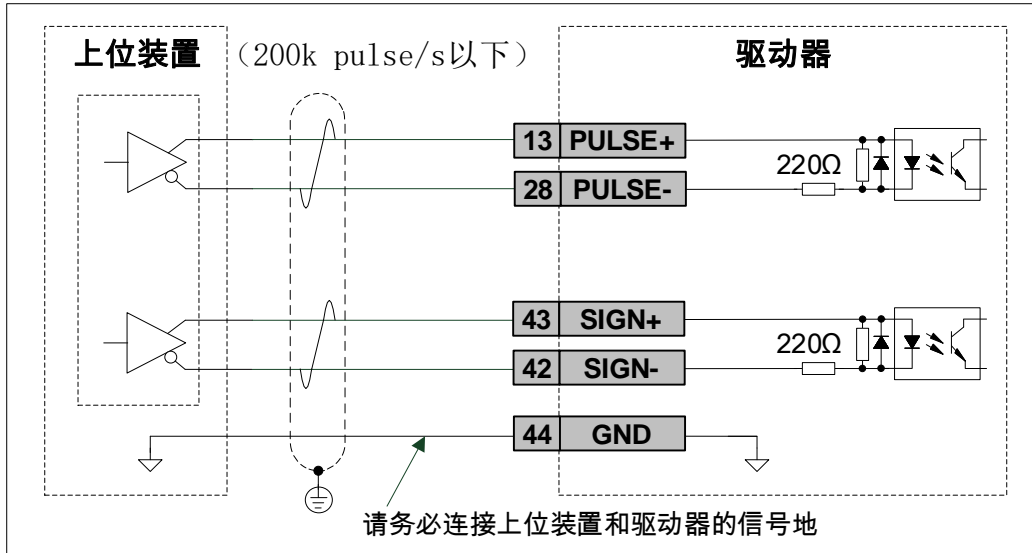 上位装置 （200k pulse/s以下） 驱动器
13 PULSE+
220Ω
28 PULSE-
43 SIGN+
220Ω
42 SIGN-
44 GND
请务必连接上位装置和驱动器的信号地